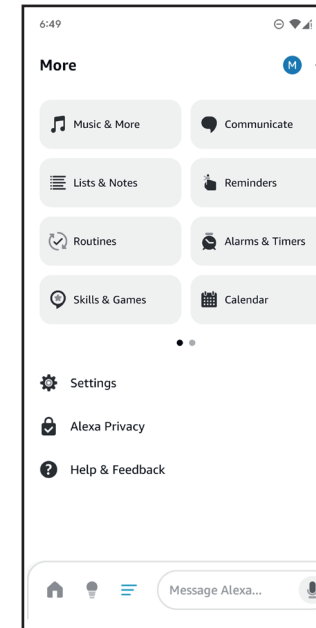 6:49
More
M
Music & More
Communicate
Lists & Notes
Reminders
Routines
Alarms & Timers
Skills & Games
Calendar
Settings
Alexa Privacy
? Help & Feedback
Message Alexa...